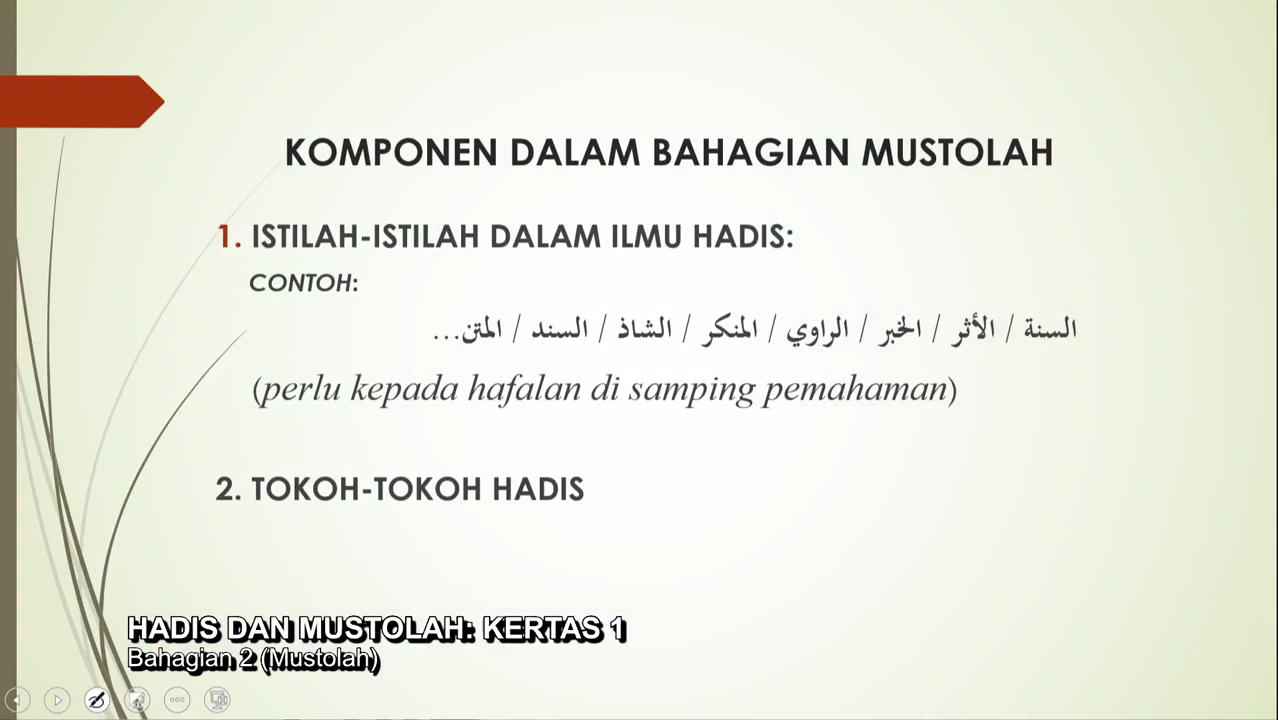 KOMPONEN DALAM BAHAGIAN MUSTOLAH
1. ISTILAH-ISTILAH DALAM ILMU HADIS:
CONTOH:
السنة / الأثر / الخبر / الراوي / المنكر / الشاذ / السند / المتن...
(perlu kepada hafalan di samping pemahaman)
2. TOKOH-TOKOH HADIS
HADIS DAN MUSTOLAH: KERTAS 1
Bahagian 2 (Mustolah)